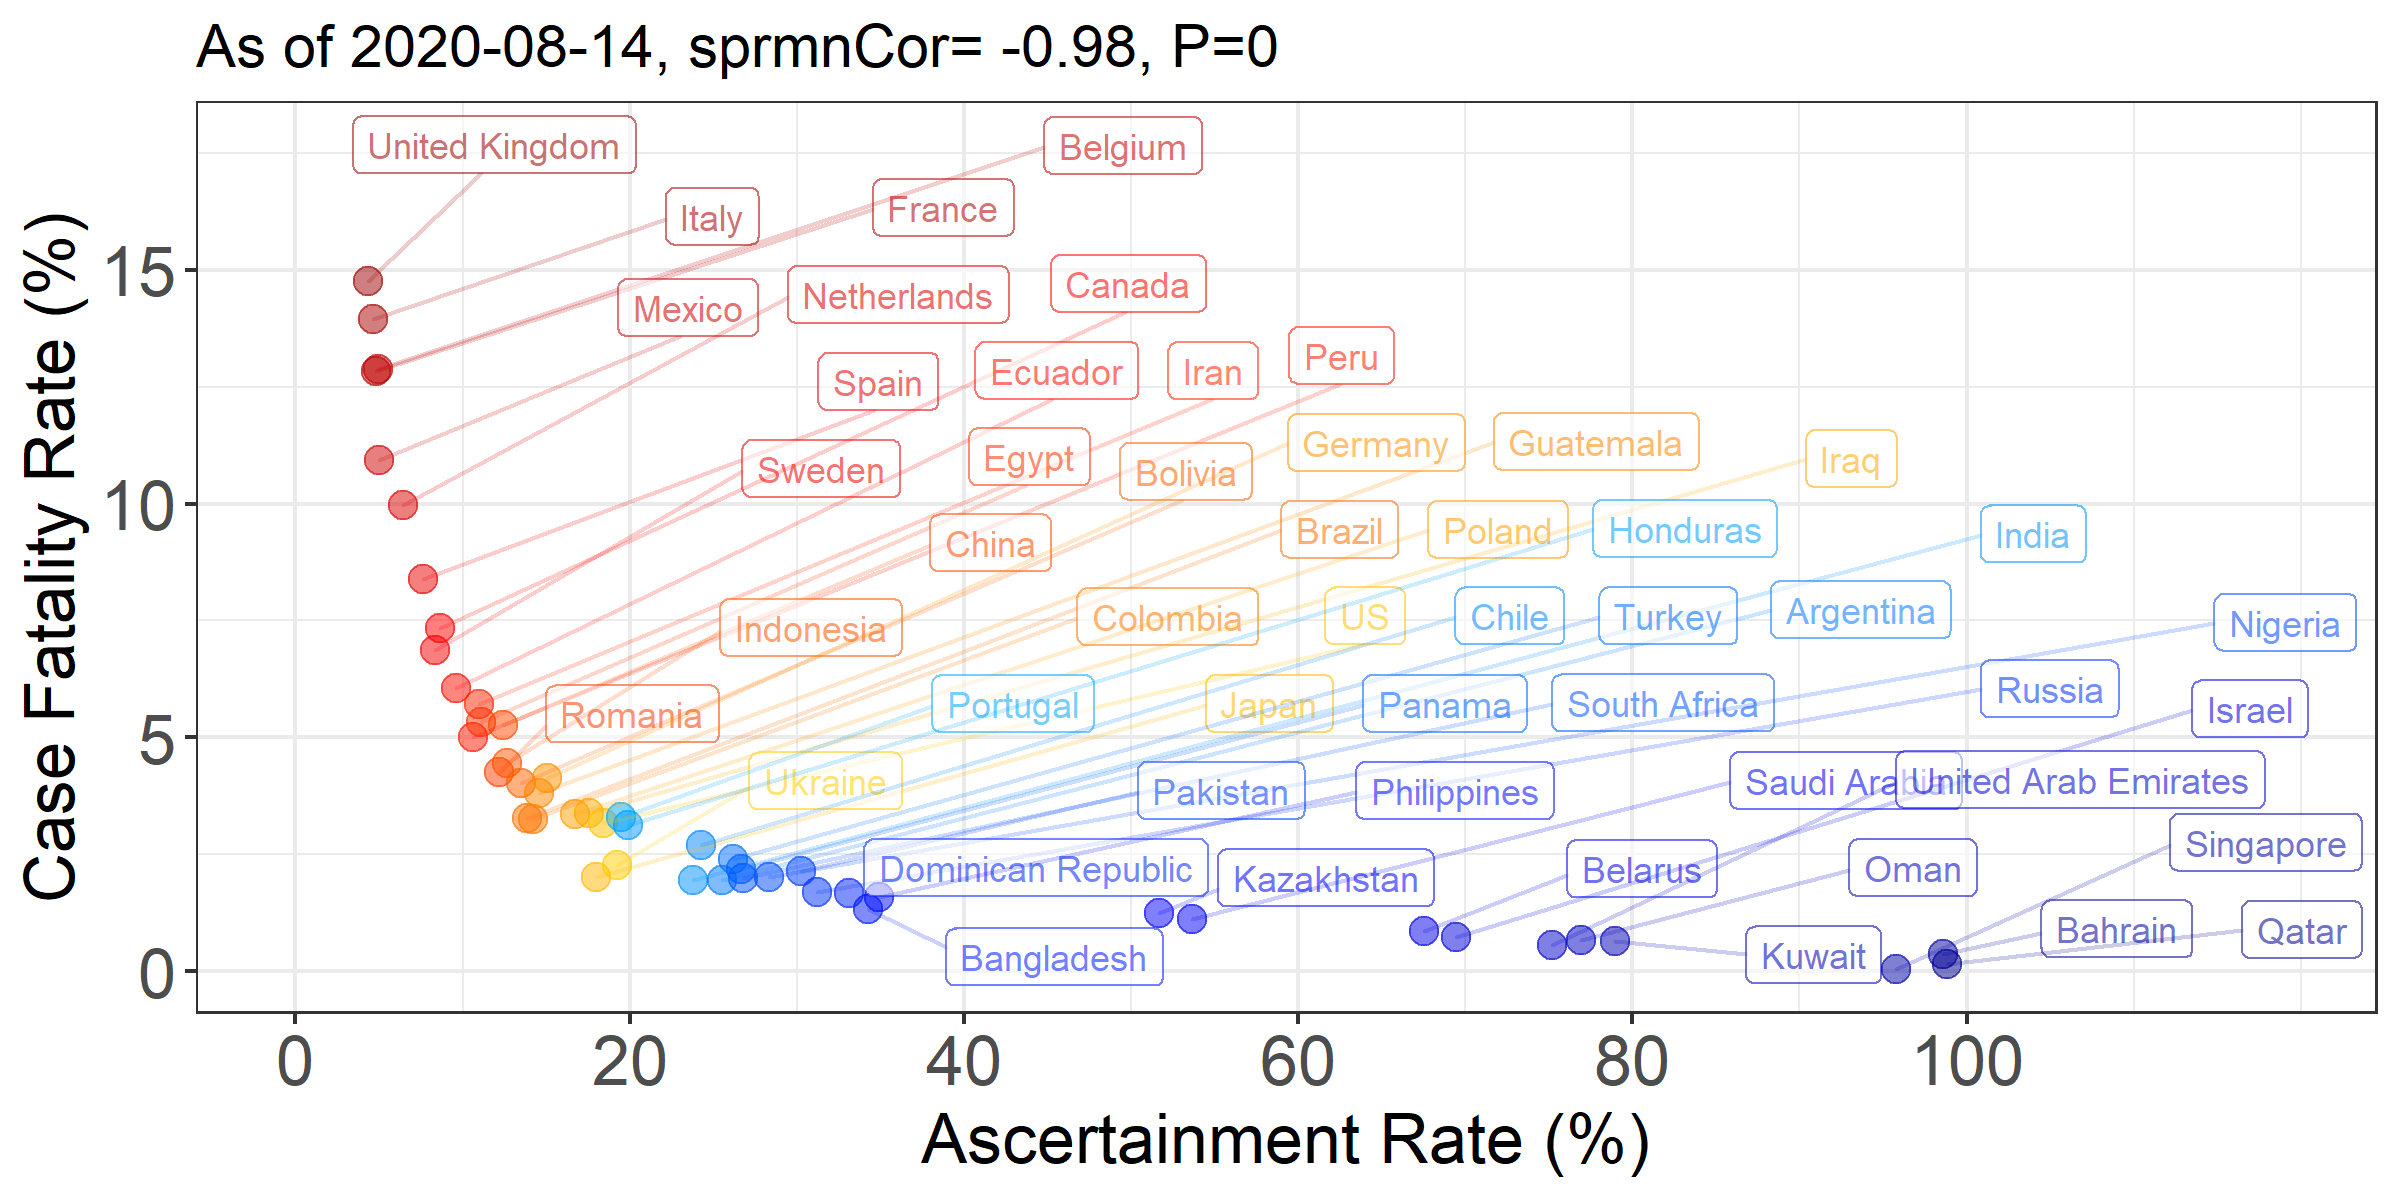 As of 2020-08-14, sprmnCor= -0.98, P=0
Case Fatality Rate (%)
15
10
5
0
United Kingdom
Belgium
Italy
France
Mexico
Netherlands
Canada
Spain
Ecuador
Iran
Peru
Sweden
Egypt
Bolivia
Germany
Guatemala
Iraq
China
Brazil
Poland
Honduras
India
Indonesia
Colombia
US
Chile
Turkey
Argentina
Nigeria
Romania
Portugal
Japan
Panama
South Africa
Russia
Israel
Ukraine
Pakistan
Philippines
Saudi Arabia
United Arab Emirates
Dominican Republic
Kazakhstan
Belarus
Oman
Singapore
Bangladesh
Kuwait
Bahrain
Qatar
0
20
40
60
80
100
Ascertainment Rate (%)